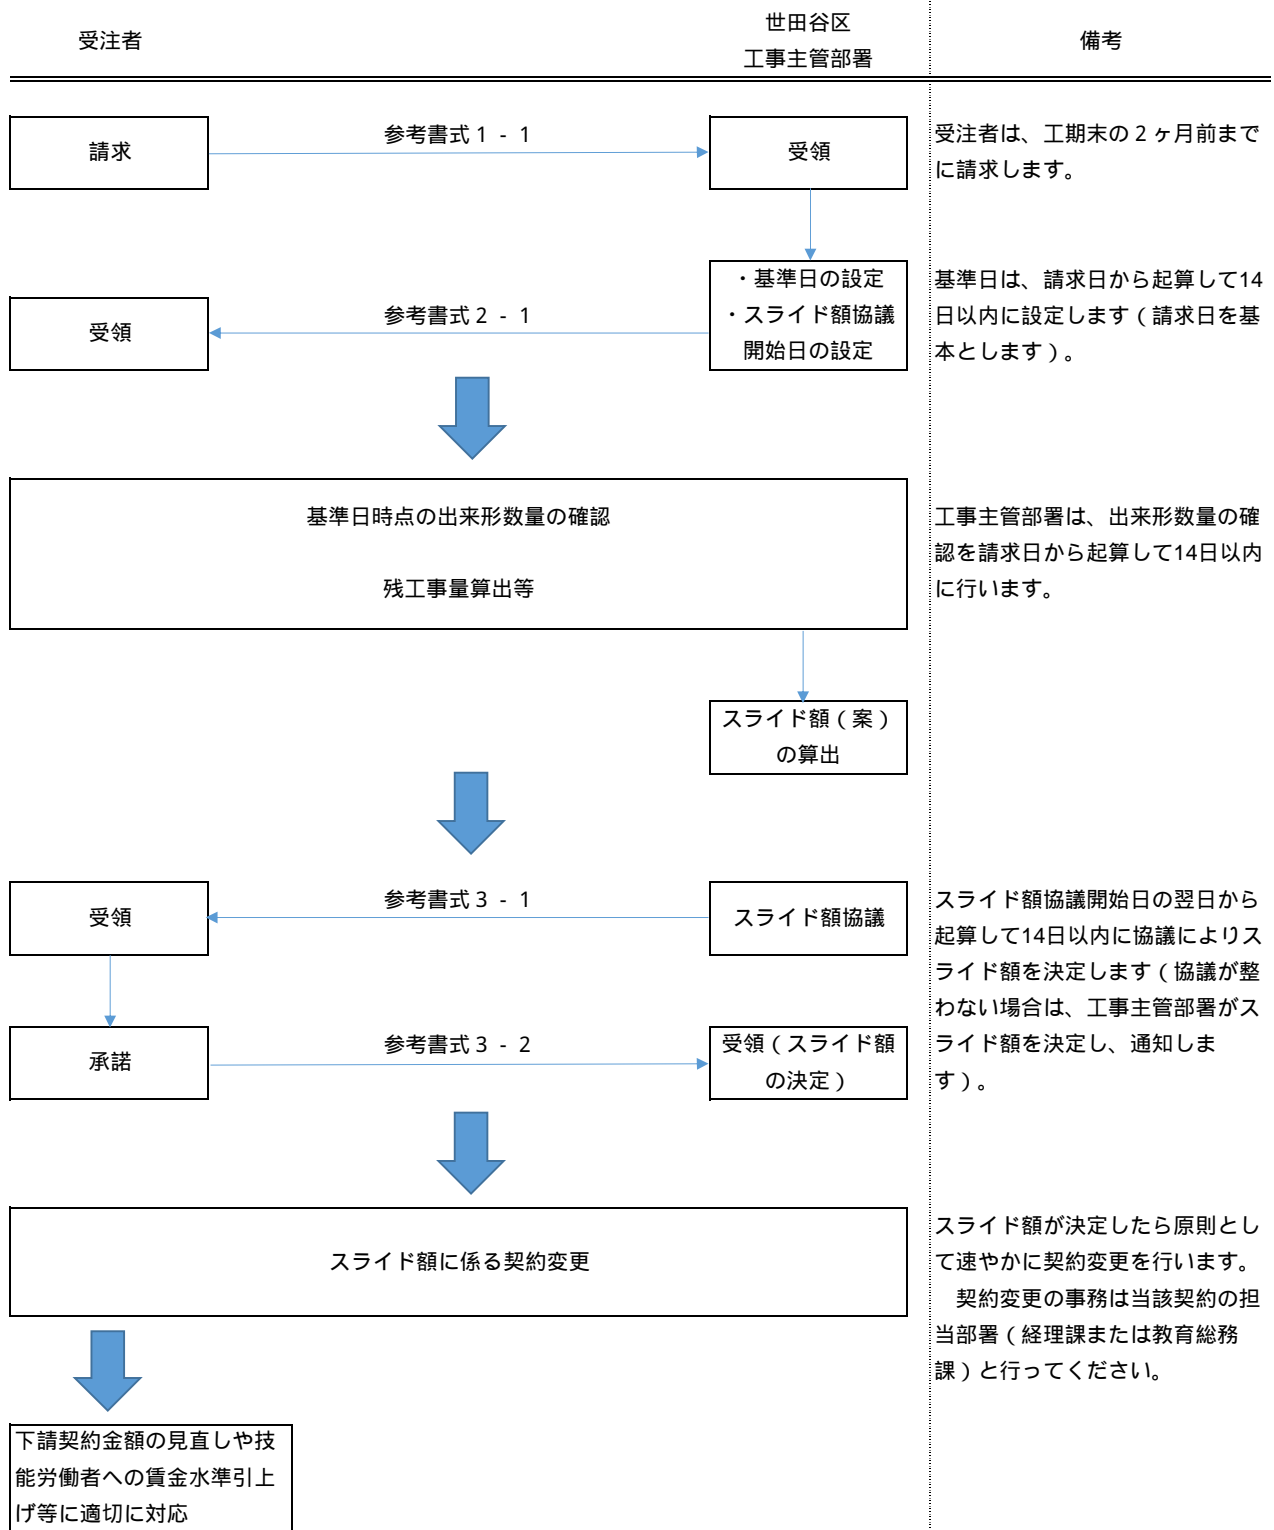 受注者
世田谷区
工事主管部署
備考
請求
参考書式1-1
受領
受注者は、工期末の2ヶ月前まで
に請求します。
・基準日の設定
・スライド額協議
開始日の設定
参考書式2-1
受領
基準日は、請求日から起算して14
日以内に設定します(請求日を基
本とします)。
基準日時点の出来形数量の確認
残工事量算出等
工事主管部署は、出来形数量の確
認を請求日から起算して14日以内
に行います。
スライド額(案)
の算出
受領
参考書式3-1
スライド額協議
承諾
参考書式3-2
受領(スライド額
の決定)
スライド額協議開始日の翌日から
起算して14日以内に協議によりス
ライド額を決定します(協議が整
わない場合は、工事主管部署がス
ライド額を決定し、通知しま
す)。
スライド額に係る契約変更
スライド額が決定したら原則とし
て速やかに契約変更を行います。
契約変更の事務は当該契約の担
当部署(経理課または教育総務
課)と行ってください。
下請契約金額の見直しや技
能労働者への賃金水準引上
げ等に適切に対応